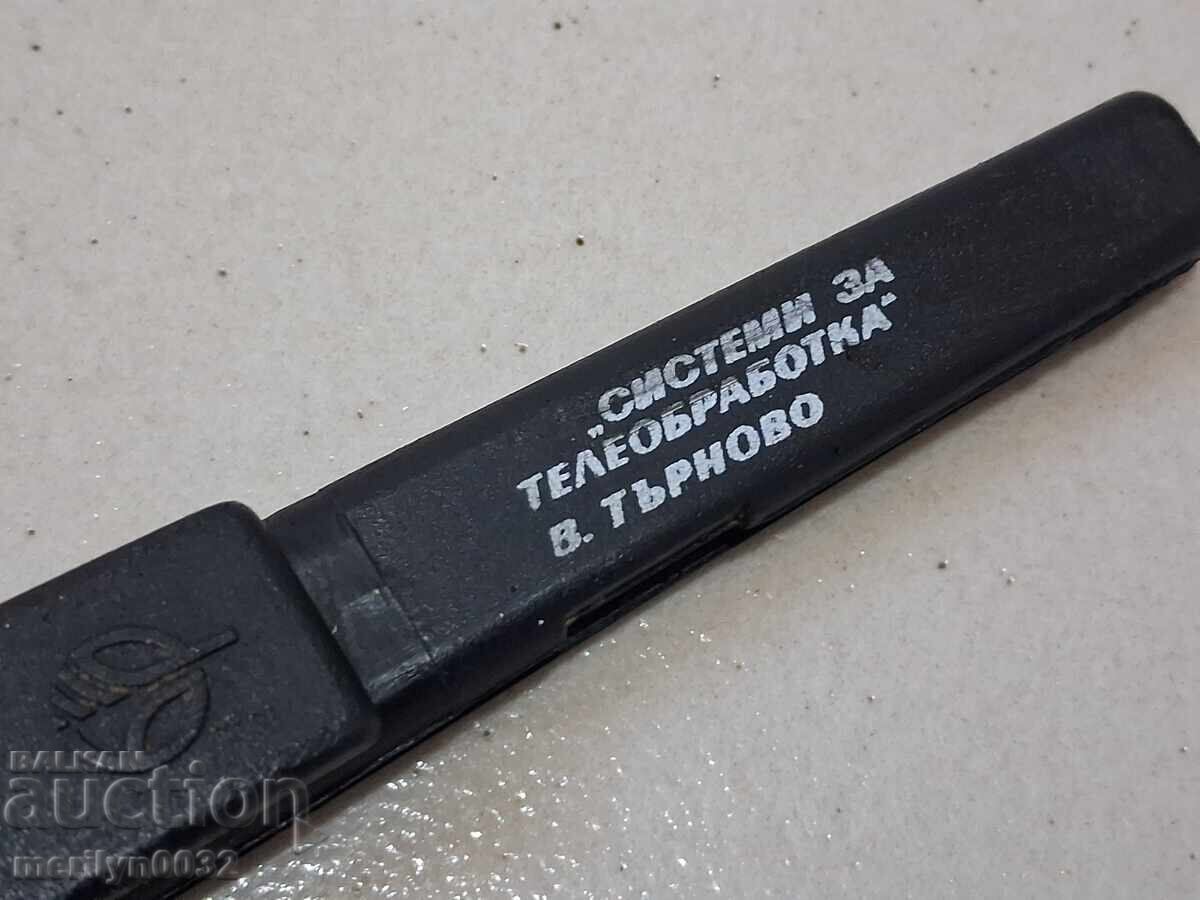 „СИСТЕМИ ЗА
ТЕЛЕОБРАБОТКА“
В. ТЪРНОВО
BALKAN
auction
merilyn0032